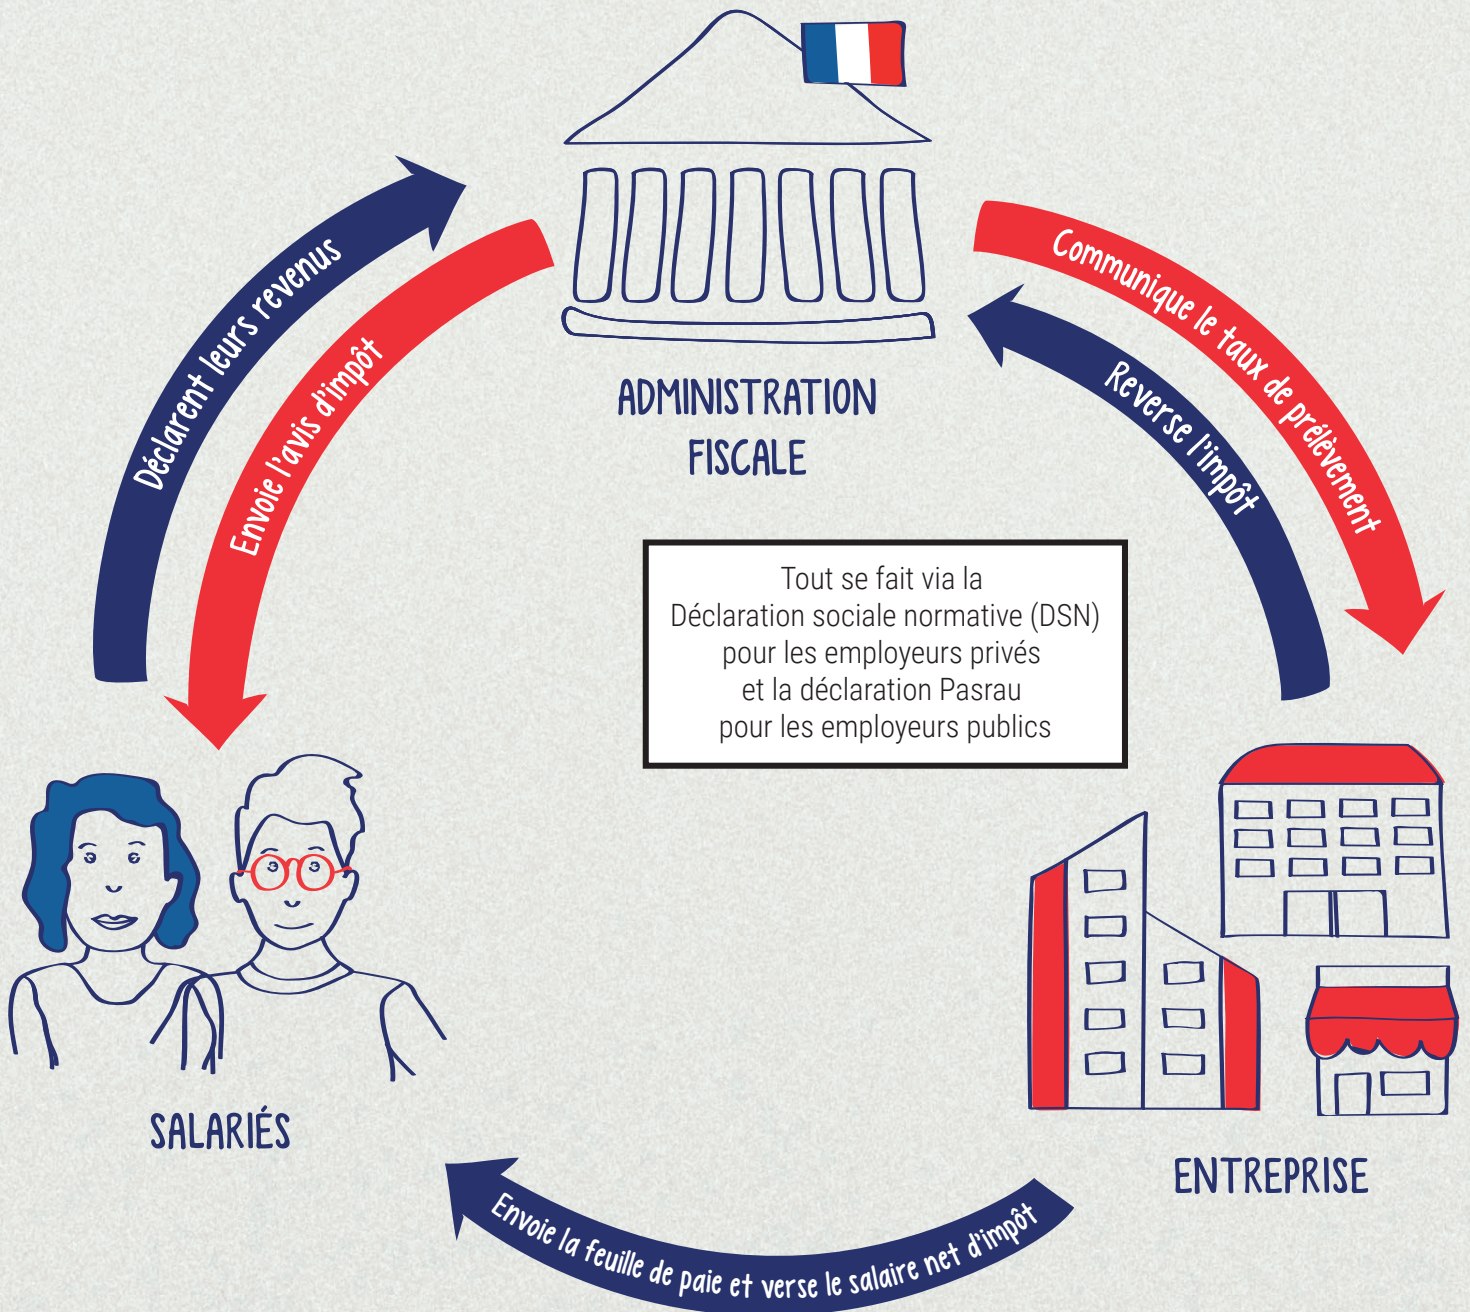 Déclarent leurs revenus
Envoie l'avis d'impôt
Communique le taux de prélèvement
Reverse l'impôt
ADMINISTRATION
FISCALE
Tout se fait via la
Déclaration sociale normative (DSN)
pour les employeurs privés
et la déclaration Pasrau
pour les employeurs publics
SALARIÉS
ENTREPRISE
Envoie la feuille de paie et verse le salaire net d'impôt